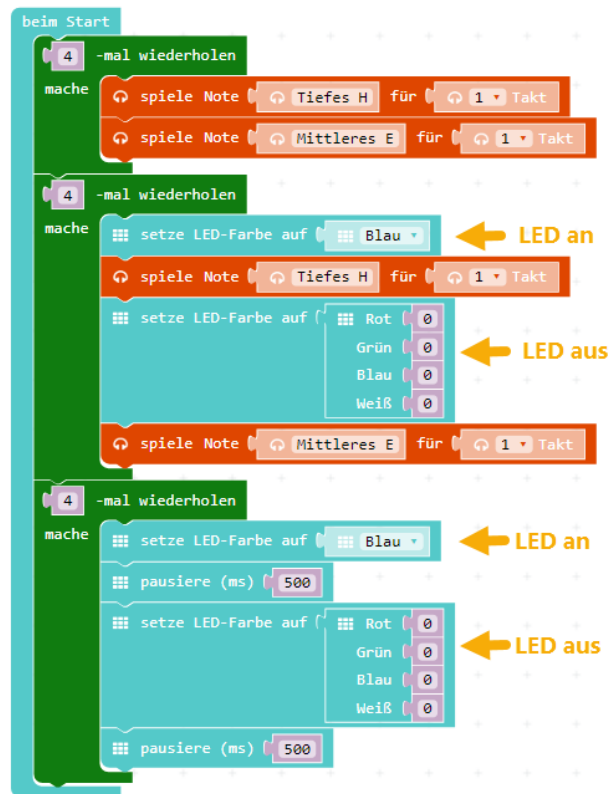 beim Start
4 -mal wiederholen
mache spiele Note Tiefes H für 1 Takt
spiele Note Mittleres E für 1 Takt
4 -mal wiederholen
mache setze LED-Farbe auf Blau LED an
spiele Note Tiefes H für 1 Takt
setze LED-Farbe auf Rot 0
Grün 0 LED aus
Blau 0
Weiß 0
spiele Note Mittleres E für 1 Takt
4 -mal wiederholen
mache setze LED-Farbe auf Blau LED an
pausiere (ms) 500
setze LED-Farbe auf Rot 0
Grün 0 LED aus
Blau 0
Weiß 0
pausiere (ms) 500